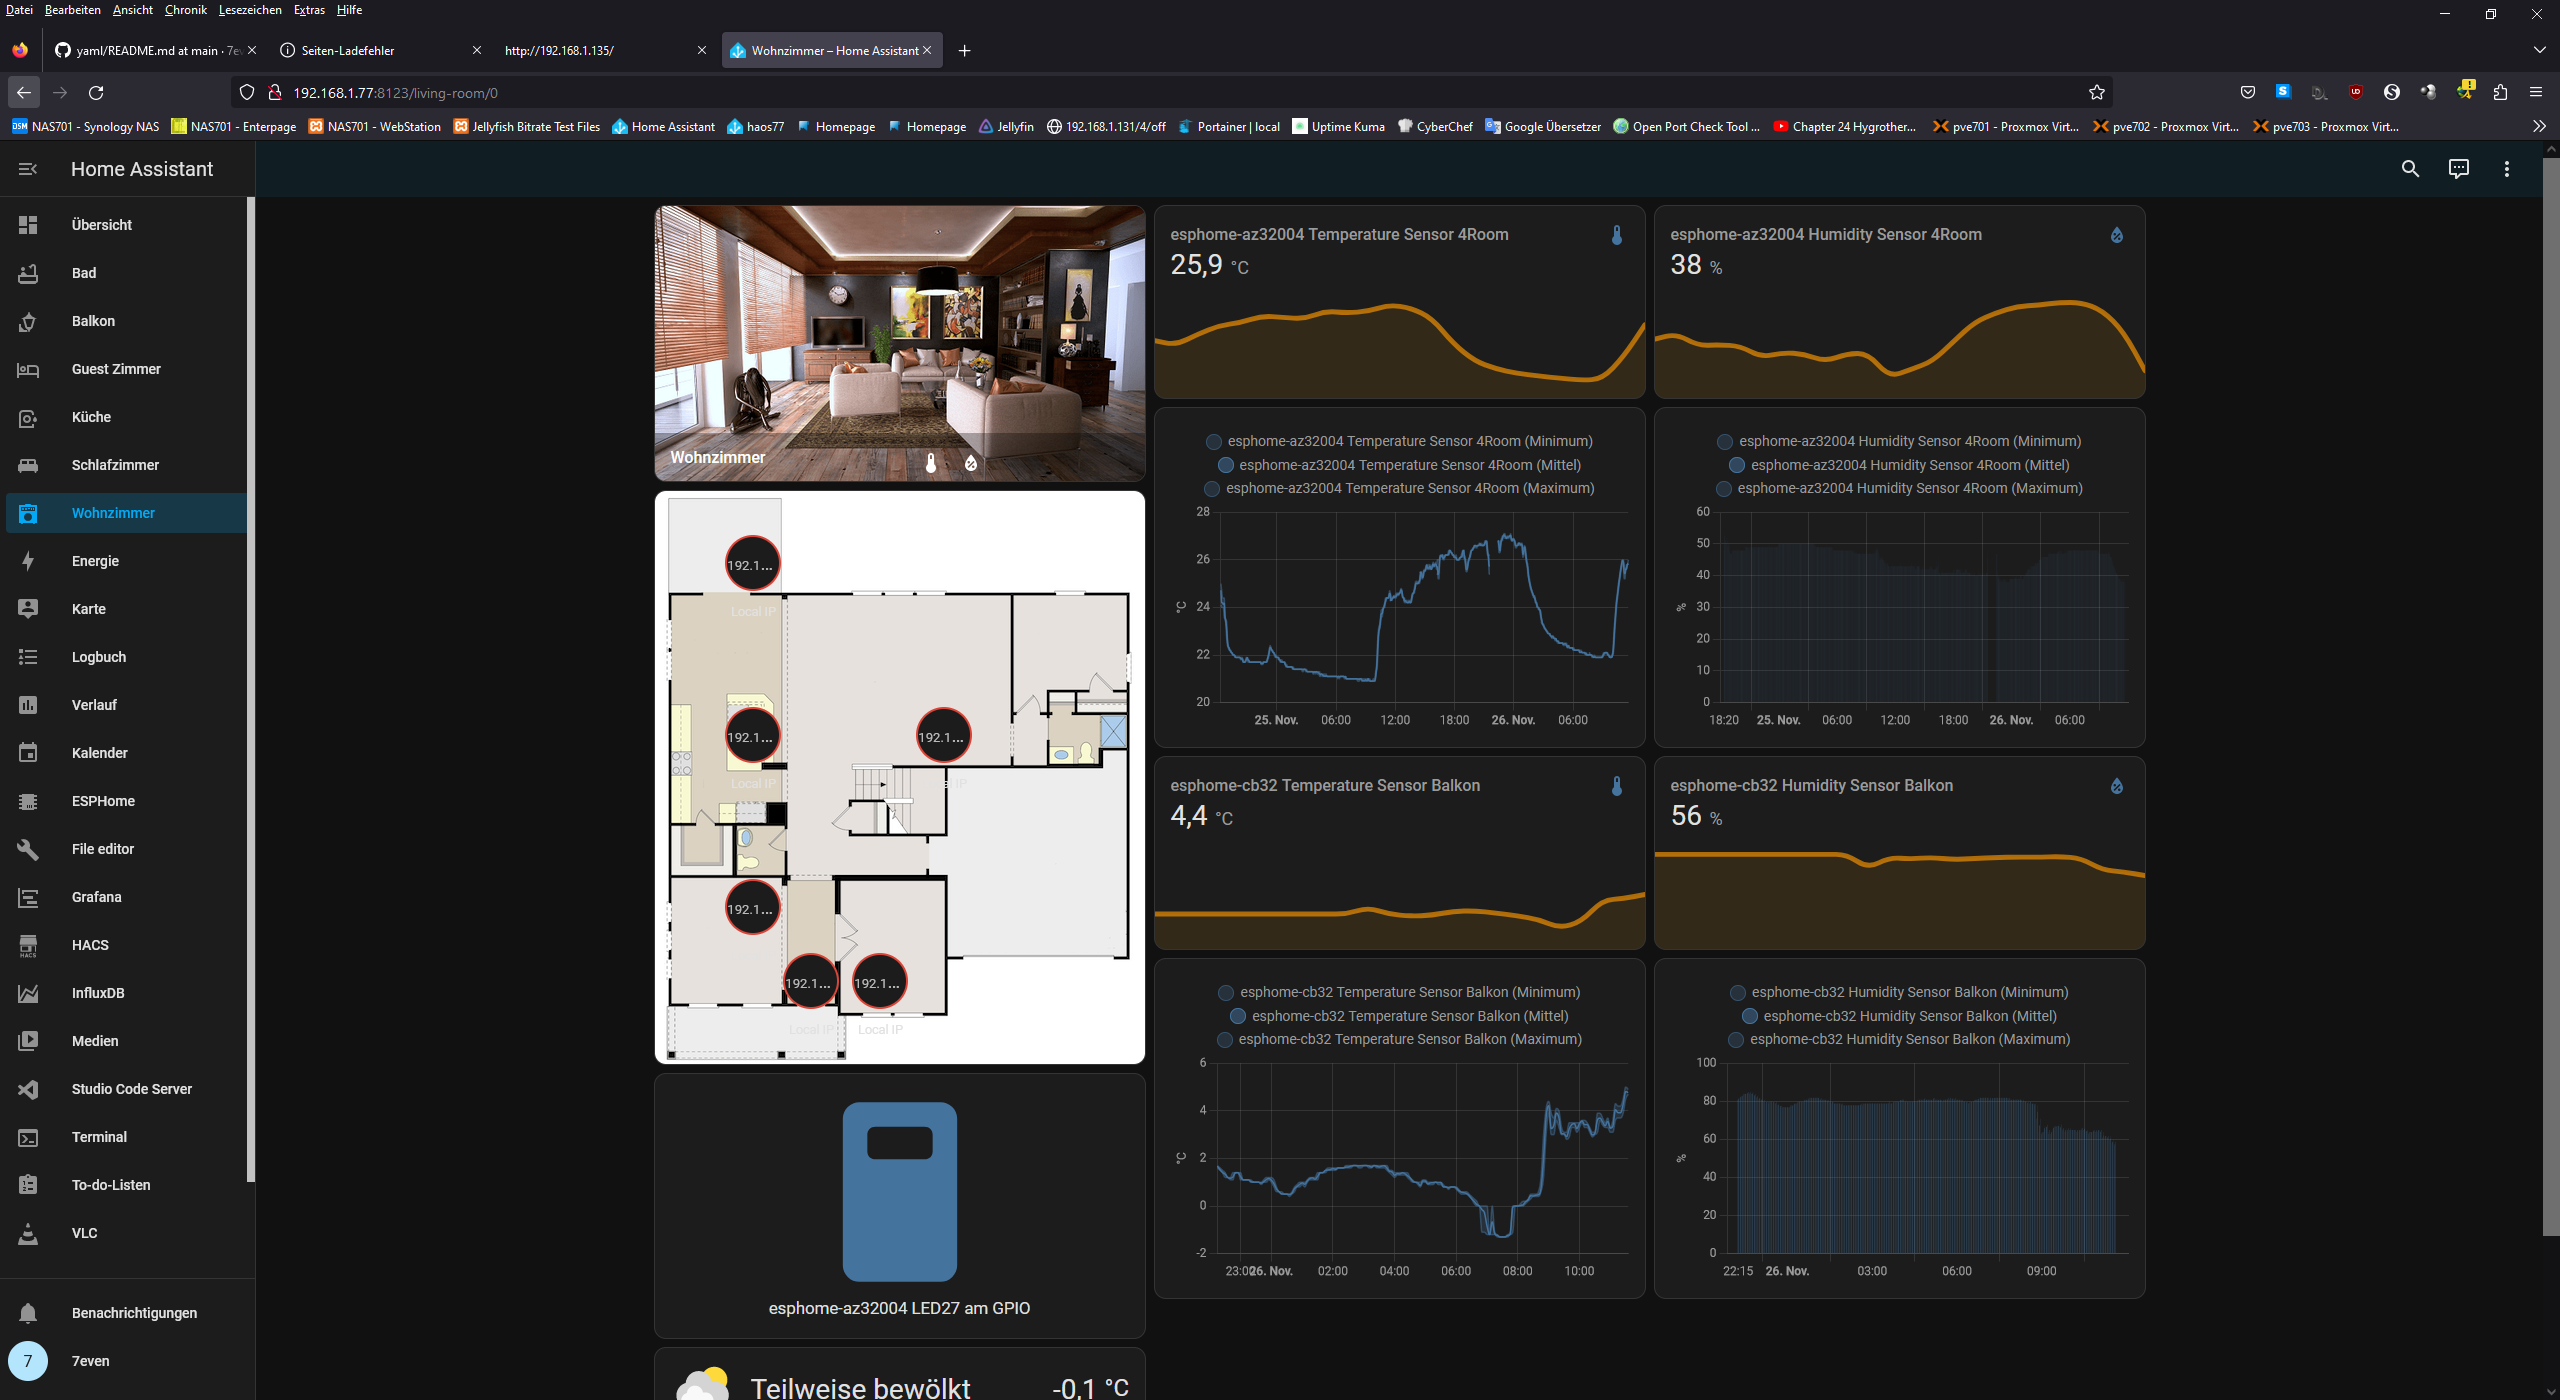 Datei Bearbeiten Ansicht Chronik Lesezeichen Extras Hilfe
yaml/README.md at main · 7ev
Seiten-Ladefehler
http://192.168.1.135/
Wohnzimmer – Home Assistant
192.168.1.77:8123/living-room/0
NAS701 - Synology NAS
NAS701 - Enterpage
NAS701 - WebStation
Jellyfish Bitrate Test Files
Home Assistant
haos77
Homepage
Homepage
Jellyfin
192.168.1.131/4/off
Portainer | local
Uptime Kuma
CyberChef
Google Übersetzer
Open Port Check Tool ...
Chapter 24 Hygrother...
pve701 - Proxmox Virt...
pve702 - Proxmox Virt...
pve703 - Proxmox Virt...
Home Assistant
Übersicht
Bad
Balkon
Guest Zimmer
Küche
Schlafzimmer
Wohnzimmer
Energie
Karte
Logbuch
Verlauf
Kalender
ESPHome
File editor
Grafana
HACS
HACS
InfluxDB
Medien
Studio Code Server
Terminal
To-do-Listen
VLC
Benachrichtigungen
7
7even
Wohnzimmer
192.1...
Local IP
192.1...
Local IP
192.1...
al IP
192.1...
192.1...
Local IP
192.1...
Local IP
esphome-az32004 LED27 am GPIO
Teilweise bewölkt
-0,1 °C
esphome-az32004 Temperature Sensor 4Room
25,9 °C
esphome-az32004 Temperature Sensor 4Room (Minimum)
esphome-az32004 Temperature Sensor 4Room (Mittel)
esphome-az32004 Temperature Sensor 4Room (Maximum)
28
26
24
22
20
°C
25. Nov. 06:00 12:00 18:00 26. Nov. 06:00
esphome-cb32 Temperature Sensor Balkon
4,4 °C
esphome-cb32 Temperature Sensor Balkon (Minimum)
esphome-cb32 Temperature Sensor Balkon (Mittel)
esphome-cb32 Temperature Sensor Balkon (Maximum)
6
4
2
0
-2
°C
23:00 26. Nov. 02:00 04:00 06:00 08:00 10:00
esphome-az32004 Humidity Sensor 4Room
38 %
esphome-az32004 Humidity Sensor 4Room (Minimum)
esphome-az32004 Humidity Sensor 4Room (Mittel)
esphome-az32004 Humidity Sensor 4Room (Maximum)
60
50
40
30
20
10
0
%
18:20 25. Nov. 06:00 12:00 18:00 26. Nov. 06:00
esphome-cb32 Humidity Sensor Balkon
56 %
esphome-cb32 Humidity Sensor Balkon (Minimum)
esphome-cb32 Humidity Sensor Balkon (Mittel)
esphome-cb32 Humidity Sensor Balkon (Maximum)
100
80
60
40
20
0
%
22:15 26. Nov. 03:00 06:00 09:00